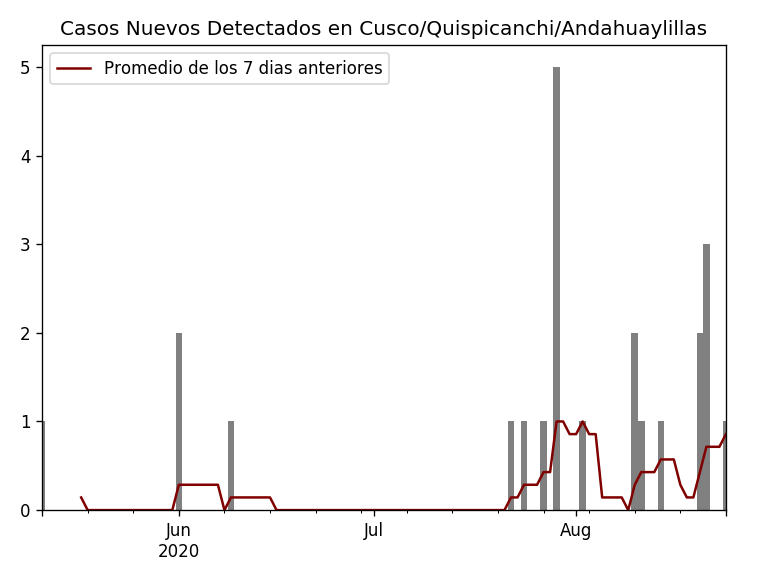 Casos Nuevos Detectados en Cusco/Quispicanchi/Andahuaylillas
Promedio de los 7 dias anteriores
5
4
3
2
1
0
Jun
2020
Jul
Aug